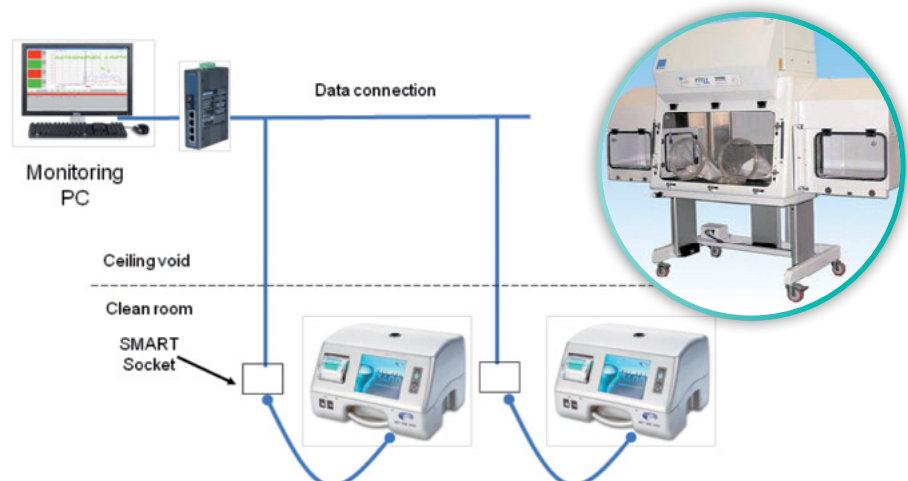 Data connection
Monitoring
PC
Ceiling void
Clean room
SMART
Socket